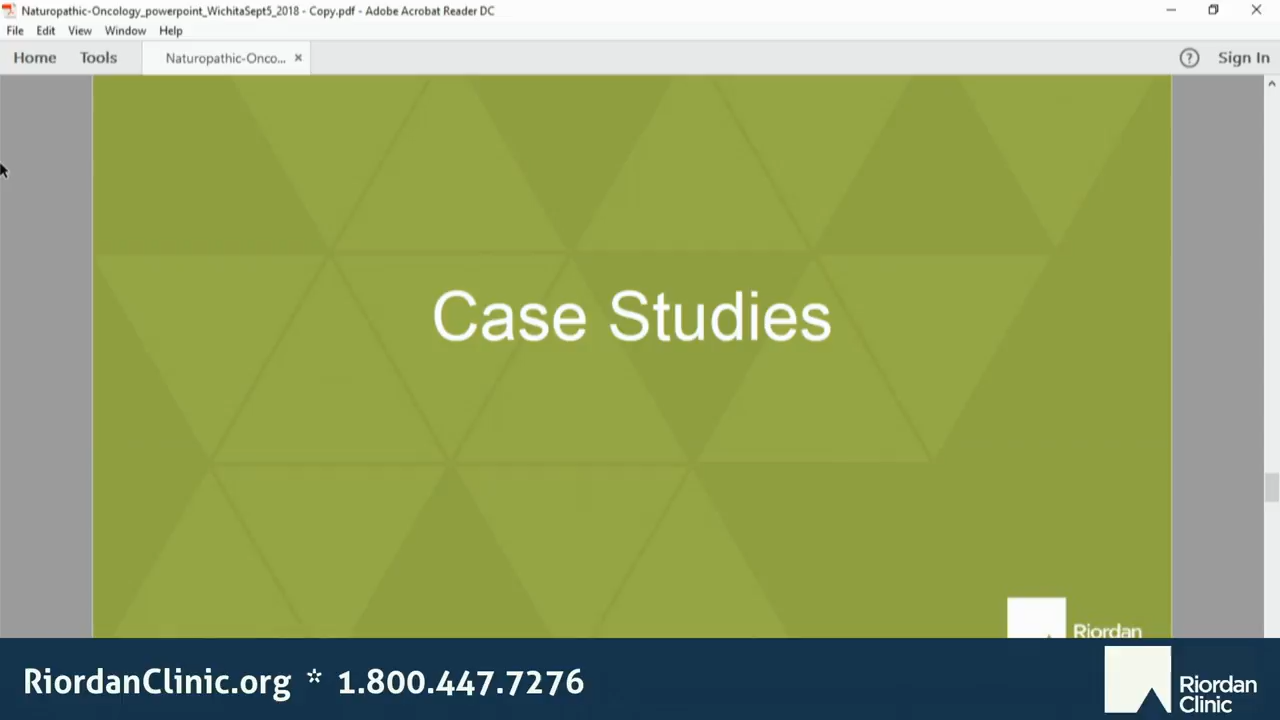 Naturopathic-Oncology_powerpoint_WichitaSept5_2018 - Copy.pdf - Adobe Acrobat Reader DC
File Edit View Window Help
Home Tools Naturopathic-Onco... × ? Sign In
Case Studies
Riordan
RiordanClinic.org * 1.800.447.7276
Riordan
Clinic